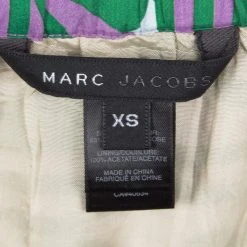 MARC JACOBS
XS
LINING/DOUBLURE
100% ACETATE/ACETATE
MADE IN CHINA
FABRIQUÉ EN CHINE